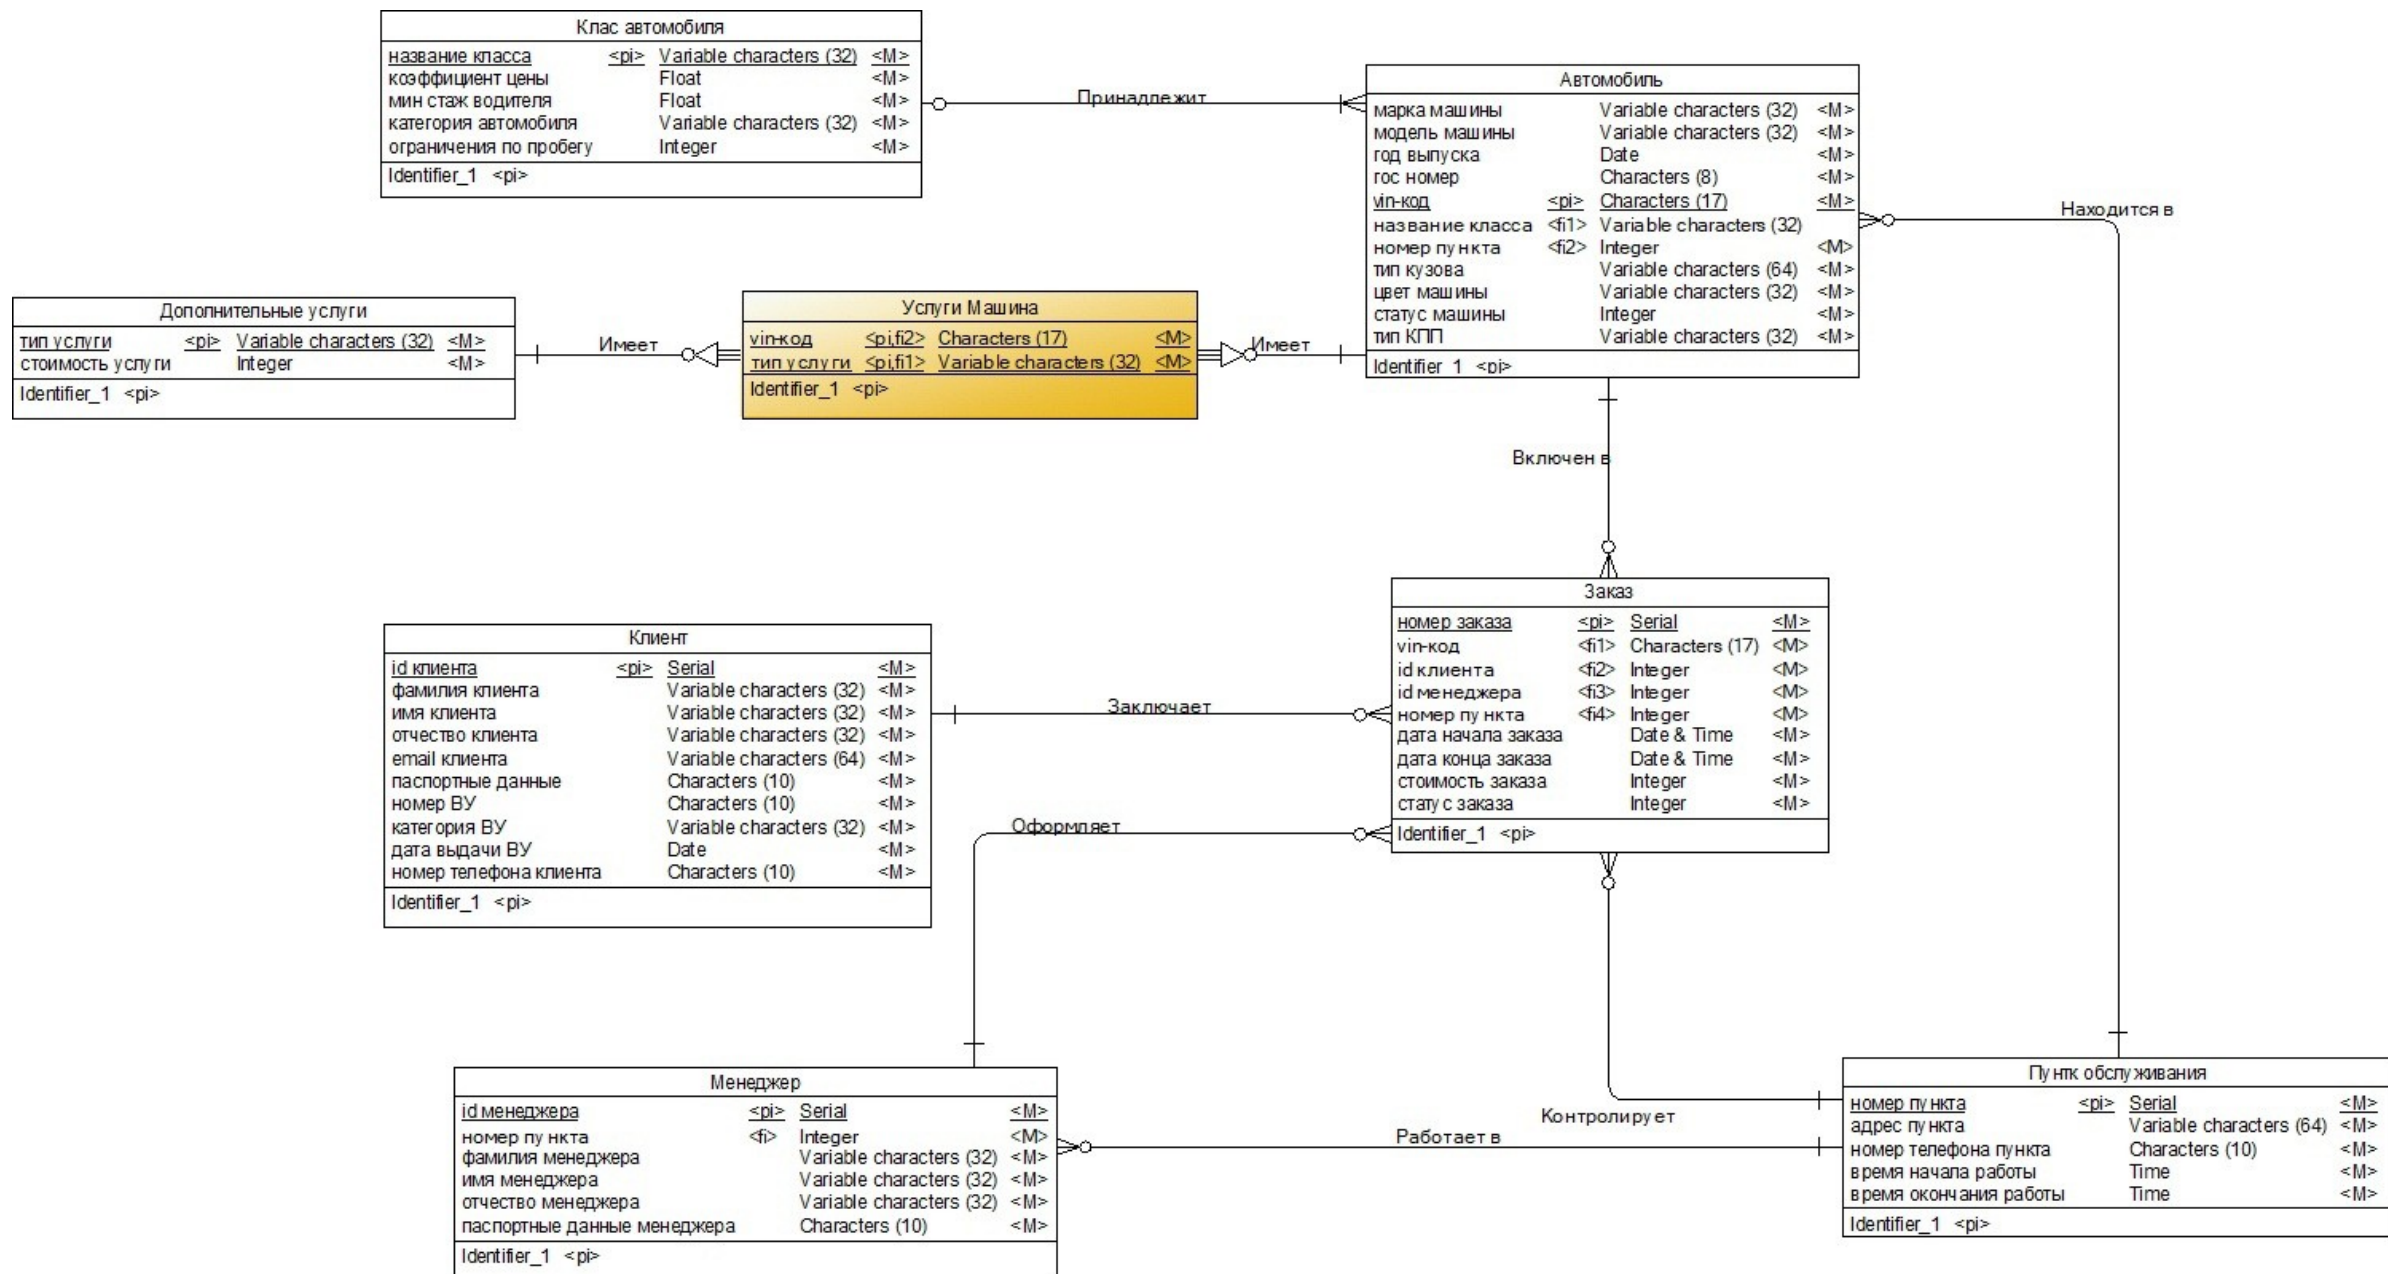 Клас автомобиля
название класса <pi> Variable characters (32) <M>
коэффициент цены Float <M>
мин стаж водителя Float <M>
категория автомобиля Variable characters (32) <M>
ограничения по пробегу Integer <M>
Identifier_1 <pi>
Принадлежит
Автомобиль
марка машины Variable characters (32) <M>
модель машины Variable characters (32) <M>
год выпуска Date <M>
гос номер Characters (8) <M>
vin-код <pi> Characters (17) <M>
название класса <fi1> Variable characters (32)
номер пункта <fi2> Integer <M>
тип кузова Variable characters (64) <M>
цвет машины Variable characters (32) <M>
статус машины Integer <M>
тип КПП Variable characters (32) <M>
Identifier_1 <pi>
Находится в
Дополнительные услуги
тип услуги <pi> Variable characters (32) <M>
стоимость услуги Integer <M>
Identifier_1 <pi>
Имеет
Услуги Машина
vin-код <pi,fi2> Characters (17) <M>
тип услуги <pi,fi1> Variable characters (32) <M>
Identifier_1 <pi>
Имеет
Включен в
Заказ
номер заказа <pi> Serial <M>
vin-код <fi1> Characters (17) <M>
id клиента <fi2> Integer <M>
id менеджера <fi3> Integer <M>
номер пункта <fi4> Integer <M>
дата начала заказа Date & Time <M>
дата конца заказа Date & Time <M>
стоимость заказа Integer <M>
статус заказа Integer <M>
Identifier_1 <pi>
Клиент
id клиента <pi> Serial <M>
фамилия клиента Variable characters (32) <M>
имя клиента Variable characters (32) <M>
отчество клиента Variable characters (32) <M>
email клиента Variable characters (64) <M>
паспортные данные Characters (10) <M>
номер ВУ Characters (10) <M>
категория ВУ Variable characters (32) <M>
дата выдачи ВУ Date <M>
номер телефона клиента Characters (10) <M>
Identifier_1 <pi>
Заключает
Оформляет
Менеджер
id менеджера <pi> Serial <M>
номер пункта <fi> Integer <M>
фамилия менеджера Variable characters (32) <M>
имя менеджера Variable characters (32) <M>
отчество менеджера Variable characters (32) <M>
паспортные данные менеджера Characters (10) <M>
Identifier_1 <pi>
Контролирует
Работает в
Пунтк обслуживания
номер пункта <pi> Serial <M>
адрес пункта Variable characters (64) <M>
номер телефона пункта Characters (10) <M>
время начала работы Time <M>
время окончания работы Time <M>
Identifier_1 <pi>